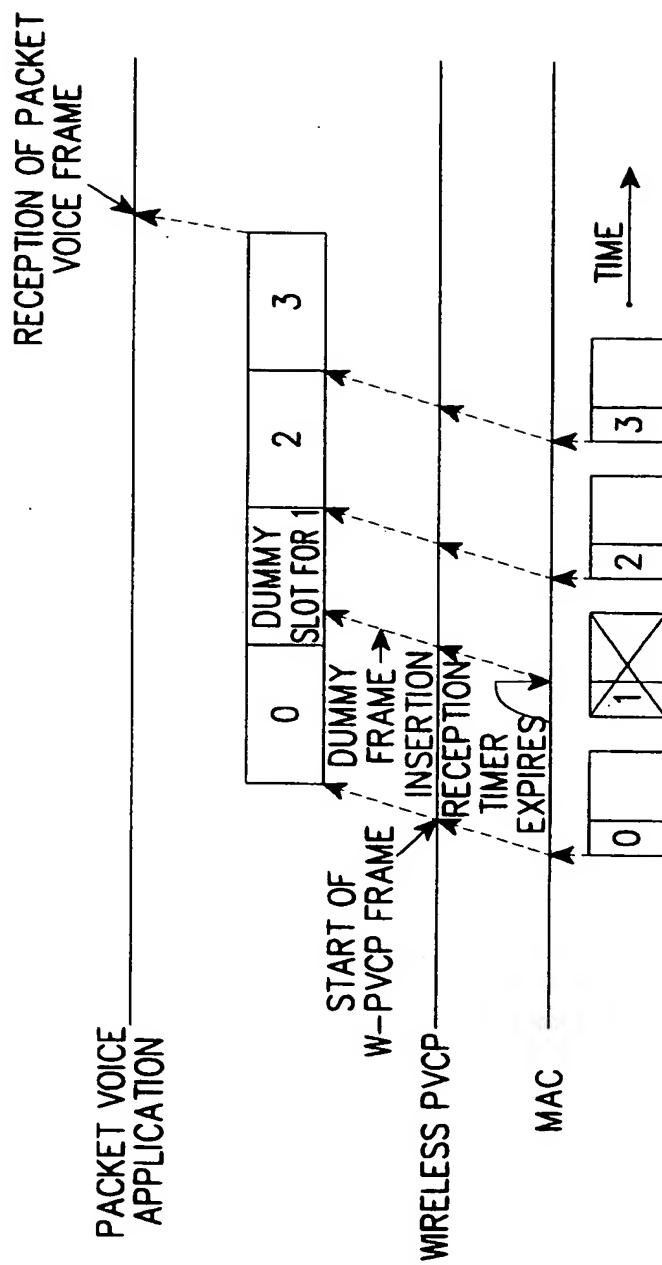 RECEPTION OF PACKET
VOICE FRAME
PACKET VOICE
APPLICATION
0
DUMMY
SLOT FOR 1
2
3
DUMMY
FRAME
INSERTION
START OF
W-PVCP FRAME
WIRELESS PVCP
RECEPTION
TIMER
EXPIRES
MAC
TIME
0
1
2
3